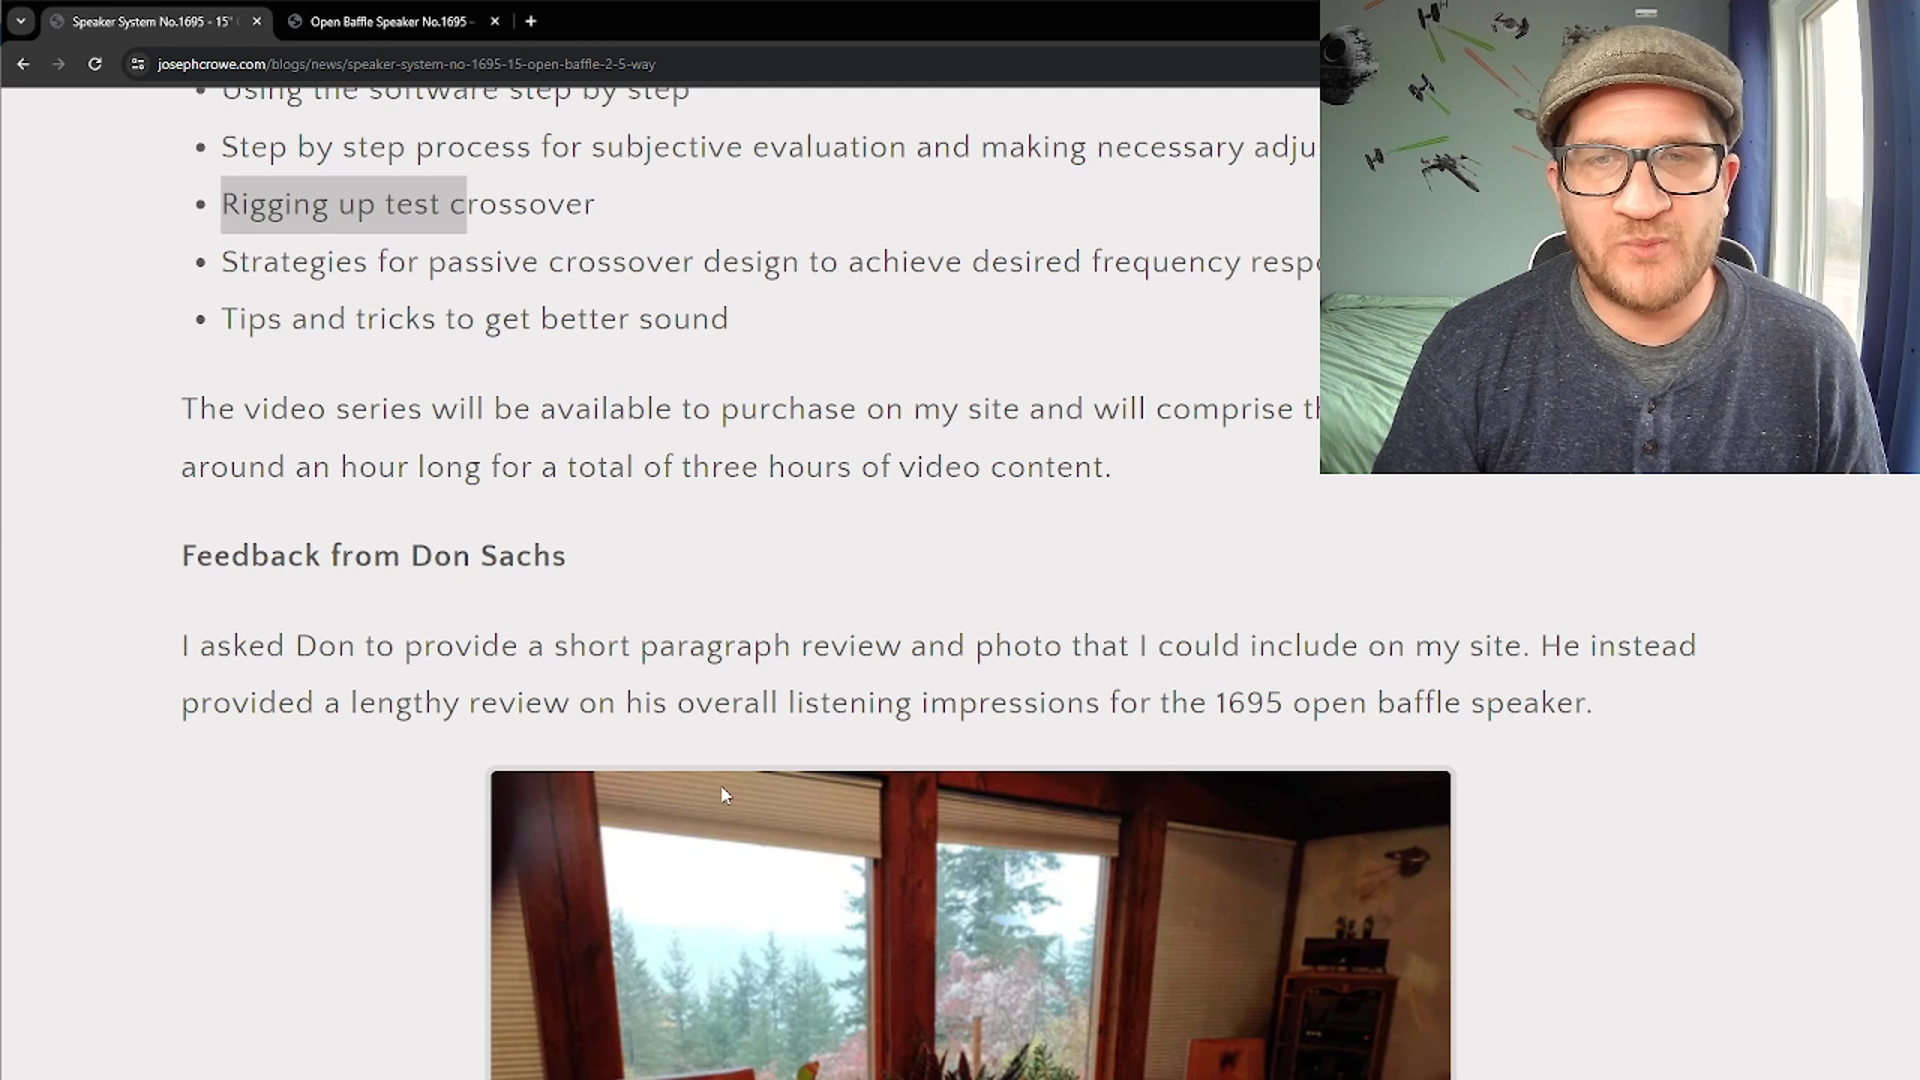 Speaker System No.1695 - 15"
Open Baffle Speaker No.1695 -
josephcrowe.com/blogs/news/speaker-system-no-1695-15-open-baffle-2-5-way
Using the software step by step
Step by step process for subjective evaluation and making necessary adju
Rigging up test crossover
Strategies for passive crossover design to achieve desired frequency resp
Tips and tricks to get better sound
The video series will be available to purchase on my site and will comprise th
around an hour long for a total of three hours of video content.
Feedback from Don Sachs
I asked Don to provide a short paragraph review and photo that I could include on my site. He instead
provided a lengthy review on his overall listening impressions for the 1695 open baffle speaker.